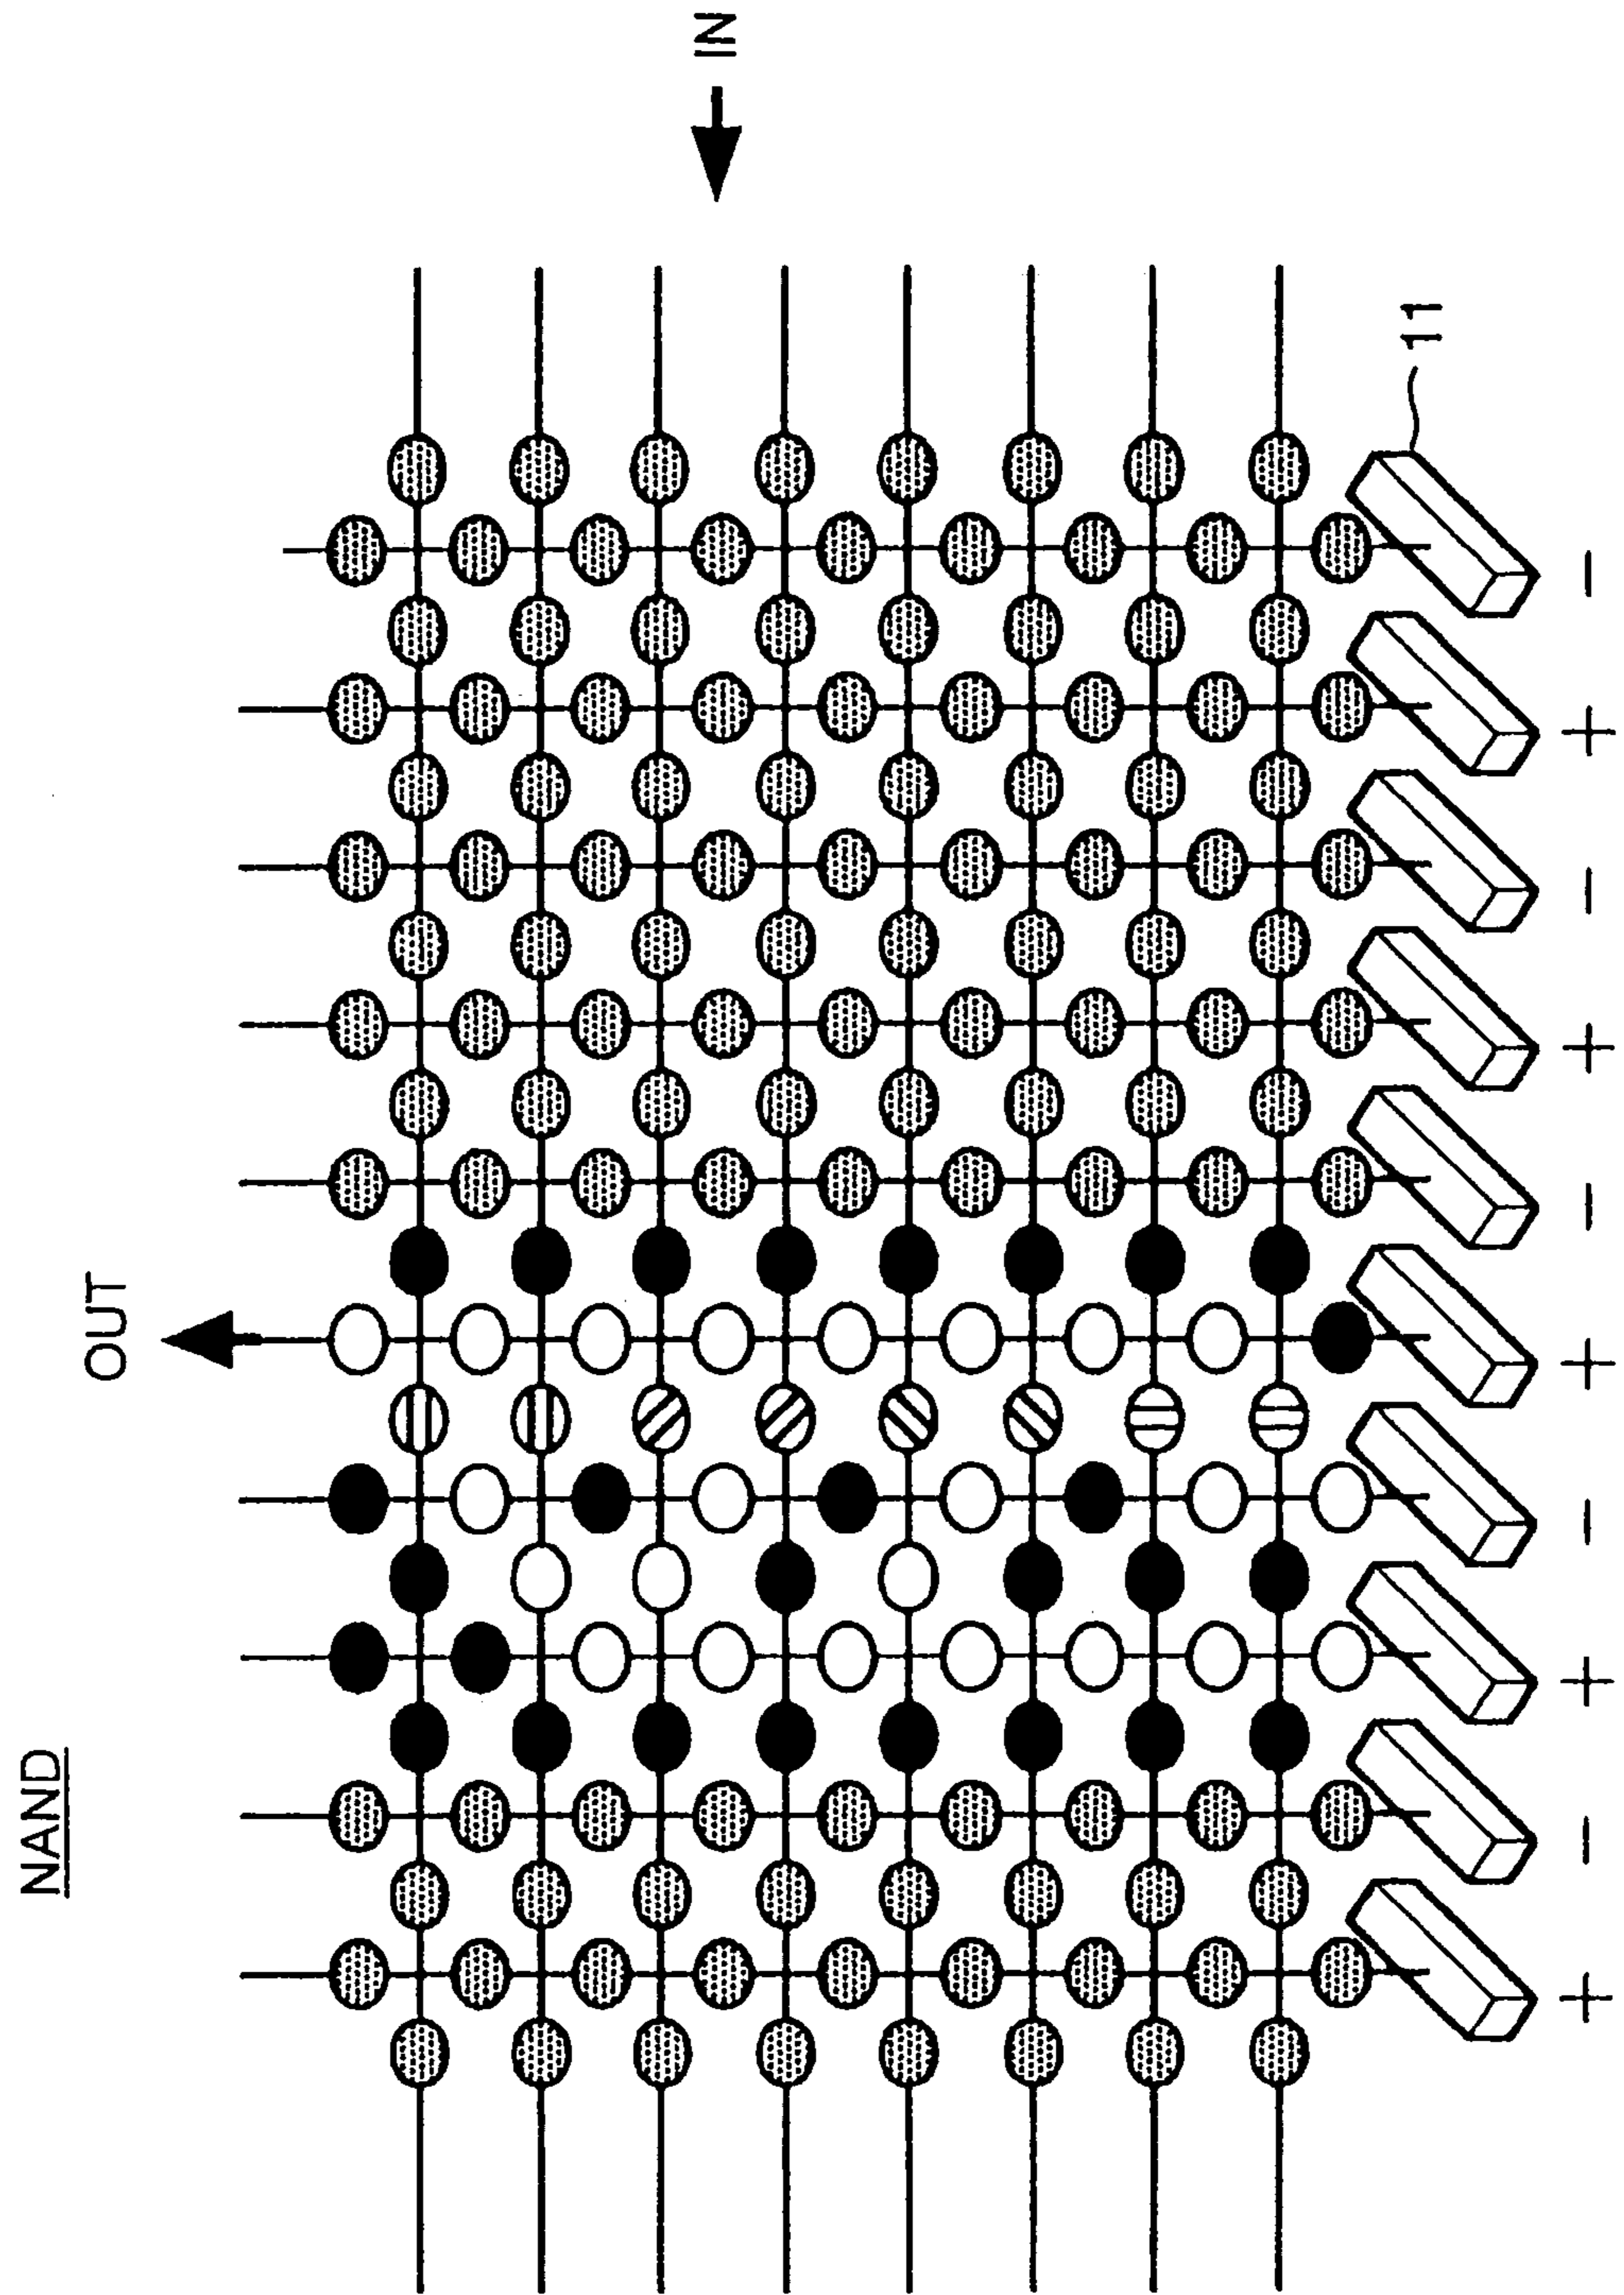 NAND
OUT
IN
11
+ − + − + − + − + −